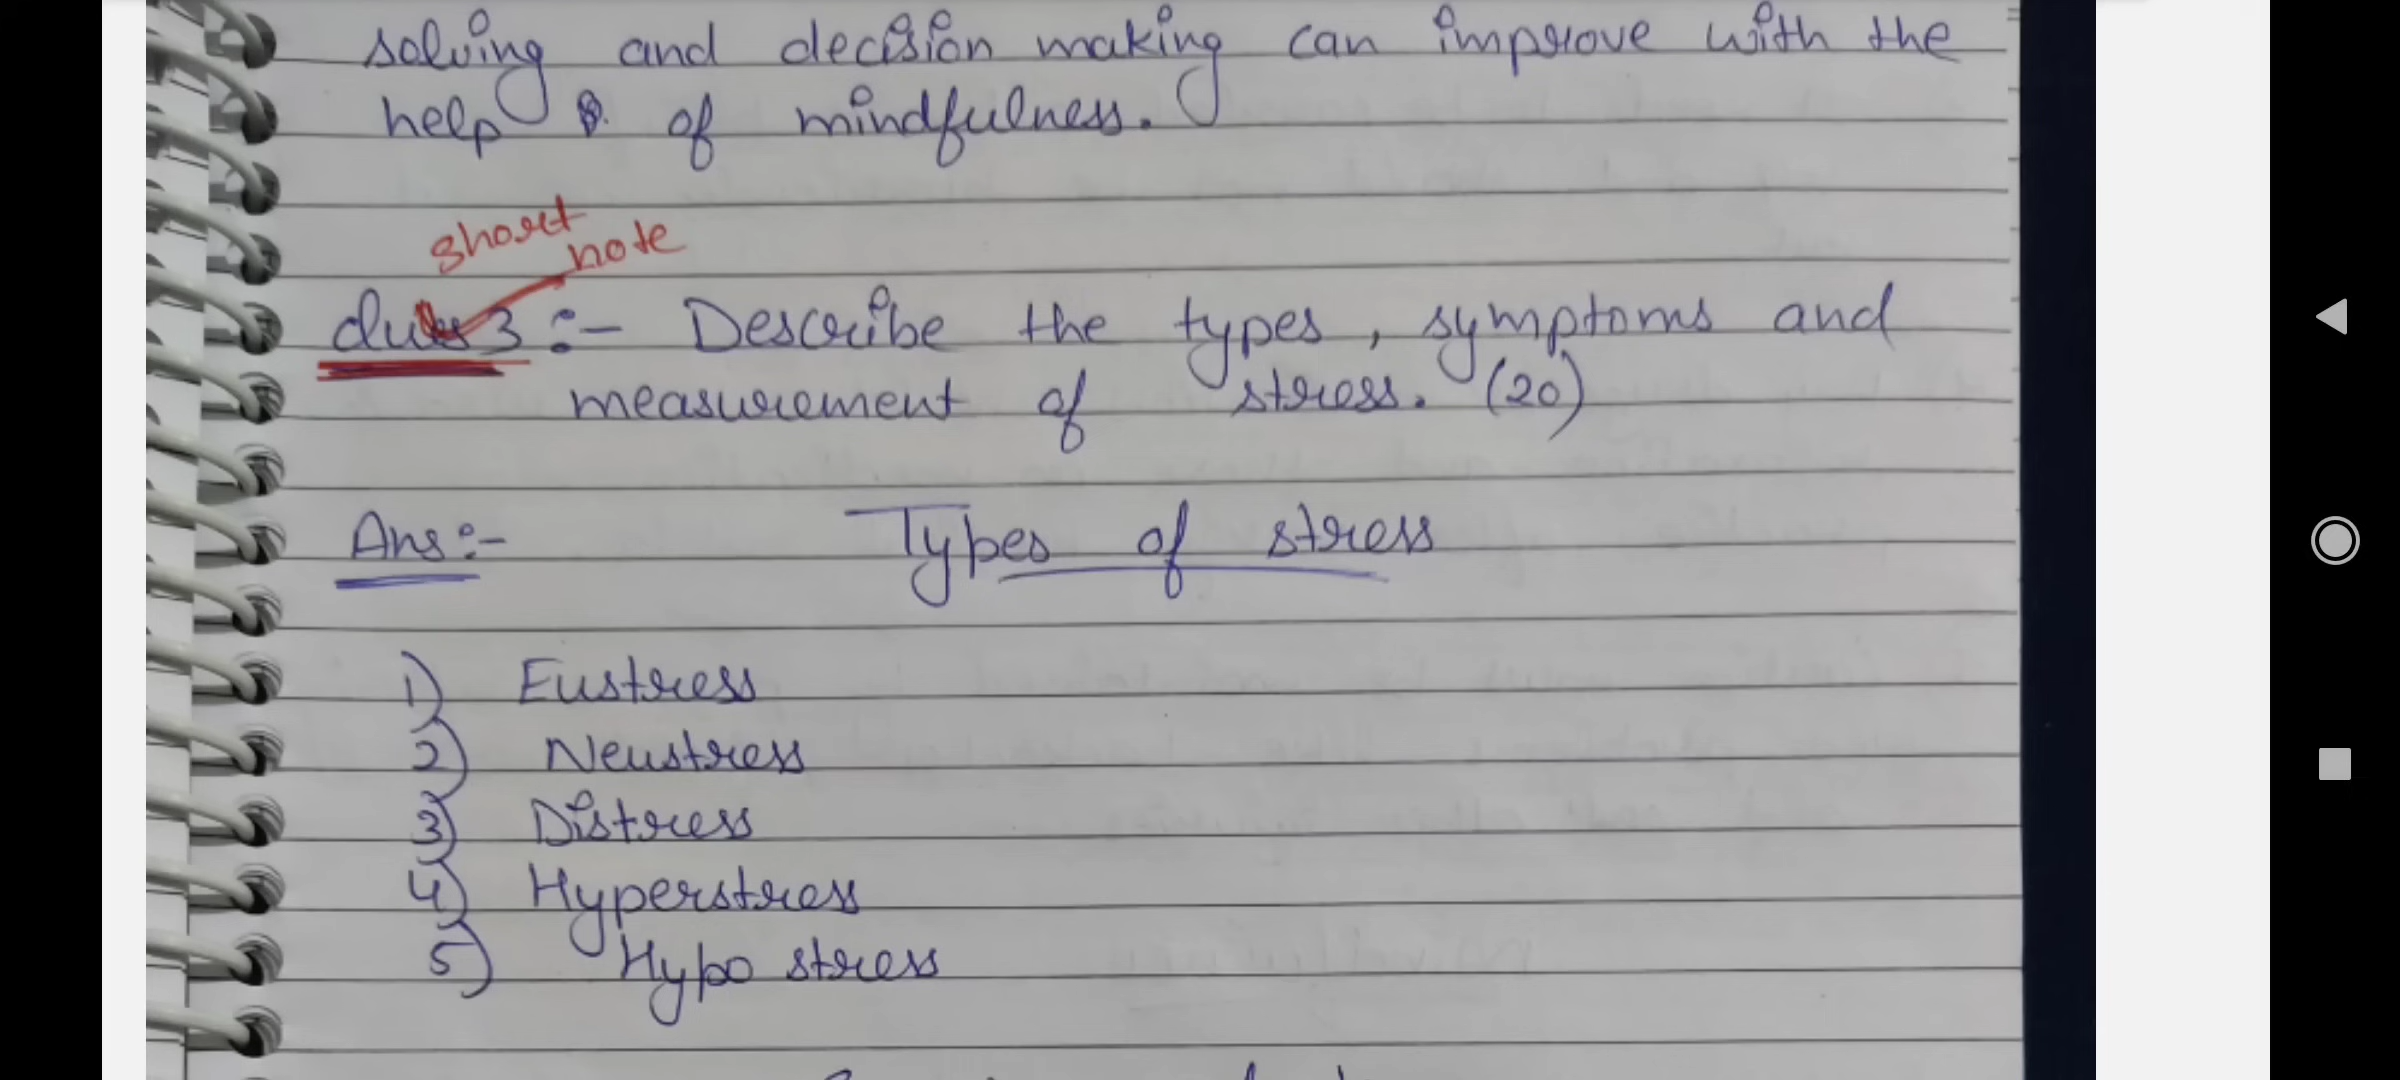 solving and decision making can improve with the
help of mindfulness.
short
note
Ques 3 :- Describe the types, symptoms and
measurement of stress. (20)
Ans :- Types of stress
1) Eustress
2) Neustress
3) Distress
4) Hyperstress
5) Hypo stress